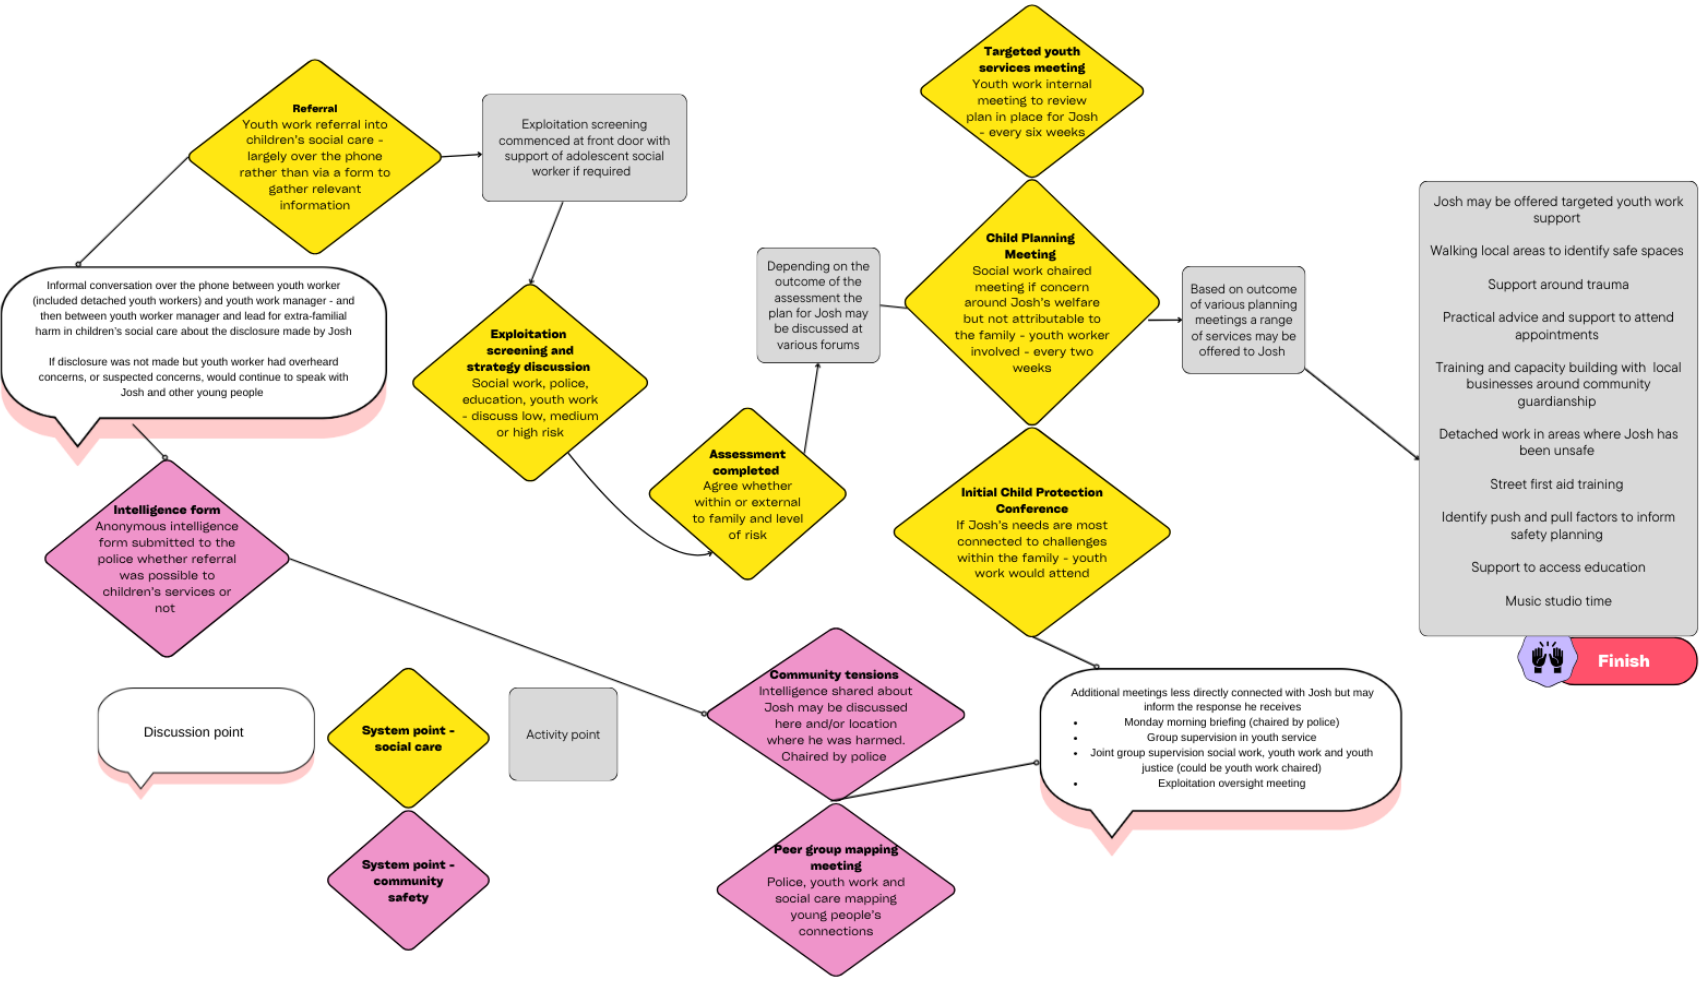 Targeted youth
services meeting
Youth work internal
meeting to review
plan in place for Josh
- every six weeks
Referral
Youth work referral into
children's social care -
largely over the phone
rather than via a form to
gather relevant
information
Exploitation screening
commenced at front door with
support of adolescent social
worker if required
Informal conversation over the phone between youth worker
(included detached youth workers) and youth work manager - and
then between youth worker manager and lead for extra-familial
harm in children's social care about the disclosure made by Josh
If disclosure was not made but youth worker had overheard
concerns, or suspected concerns, would continue to speak with
Josh and other young people
Exploitation
screening and
strategy discussion
Social work, police,
education, youth work
- discuss low, medium
or high risk
Assessment
completed
Agree whether
within or external
to family and level
of risk
Depending on the
outcome of the
assessment the
plan for Josh may
be discussed at
various forums
Child Planning
Meeting
Social work chaired
meeting if concern
around Josh's welfare
but not attributable to
the family - youth worker
involved - every two
weeks
Based on outcome
of various planning
meetings a range
of services may be
offered to Josh
Josh may be offered targeted youth work
support
Walking local areas to identify safe spaces
Support around trauma
Practical advice and support to attend
appointments
Training and capacity building with local
businesses around community
guardianship
Detached work in areas where Josh has
been unsafe
Street first aid training
Identify push and pull factors to inform
safety planning
Support to access education
Music studio time
Finish
Initial Child Protection
Conference
If Josh's needs are most
connected to challenges
within the family - youth
work would attend
Intelligence form
Anonymous intelligence
form submitted to the
police whether referral
was possible to
children's services or
not
Community tensions
Intelligence shared about
Josh may be discussed
here and/or location
where he was harmed.
Chaired by police
Additional meetings less directly connected with Josh but may
inform the response he receives
• Monday morning briefing (chaired by police)
• Group supervision in youth service
• Joint group supervision social work, youth work and youth
justice (could be youth work chaired)
• Exploitation oversight meeting
Peer group mapping
meeting
Police, youth work and
social care mapping
young people's
connections
Discussion point
System point -
social care
Activity point
System point -
community
safety